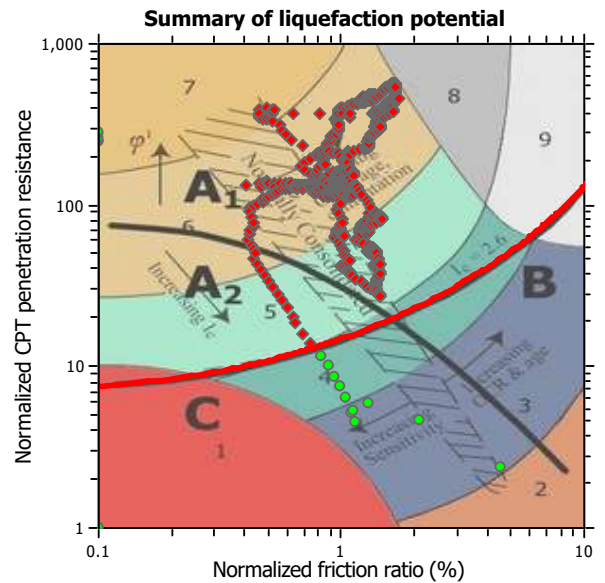 Summary of liquefaction potential
1,000
100
10
1
Normalized CPT penetration resistance
7
8
9
φ'
A1
Normally Consolidated
6
A2
Increasing Ic
5
Ic = 2.6
B
C
1
Increasing
OCR & age
Increasing
Sensitivity
3
2
0.1
1
10
Normalized friction ratio (%)